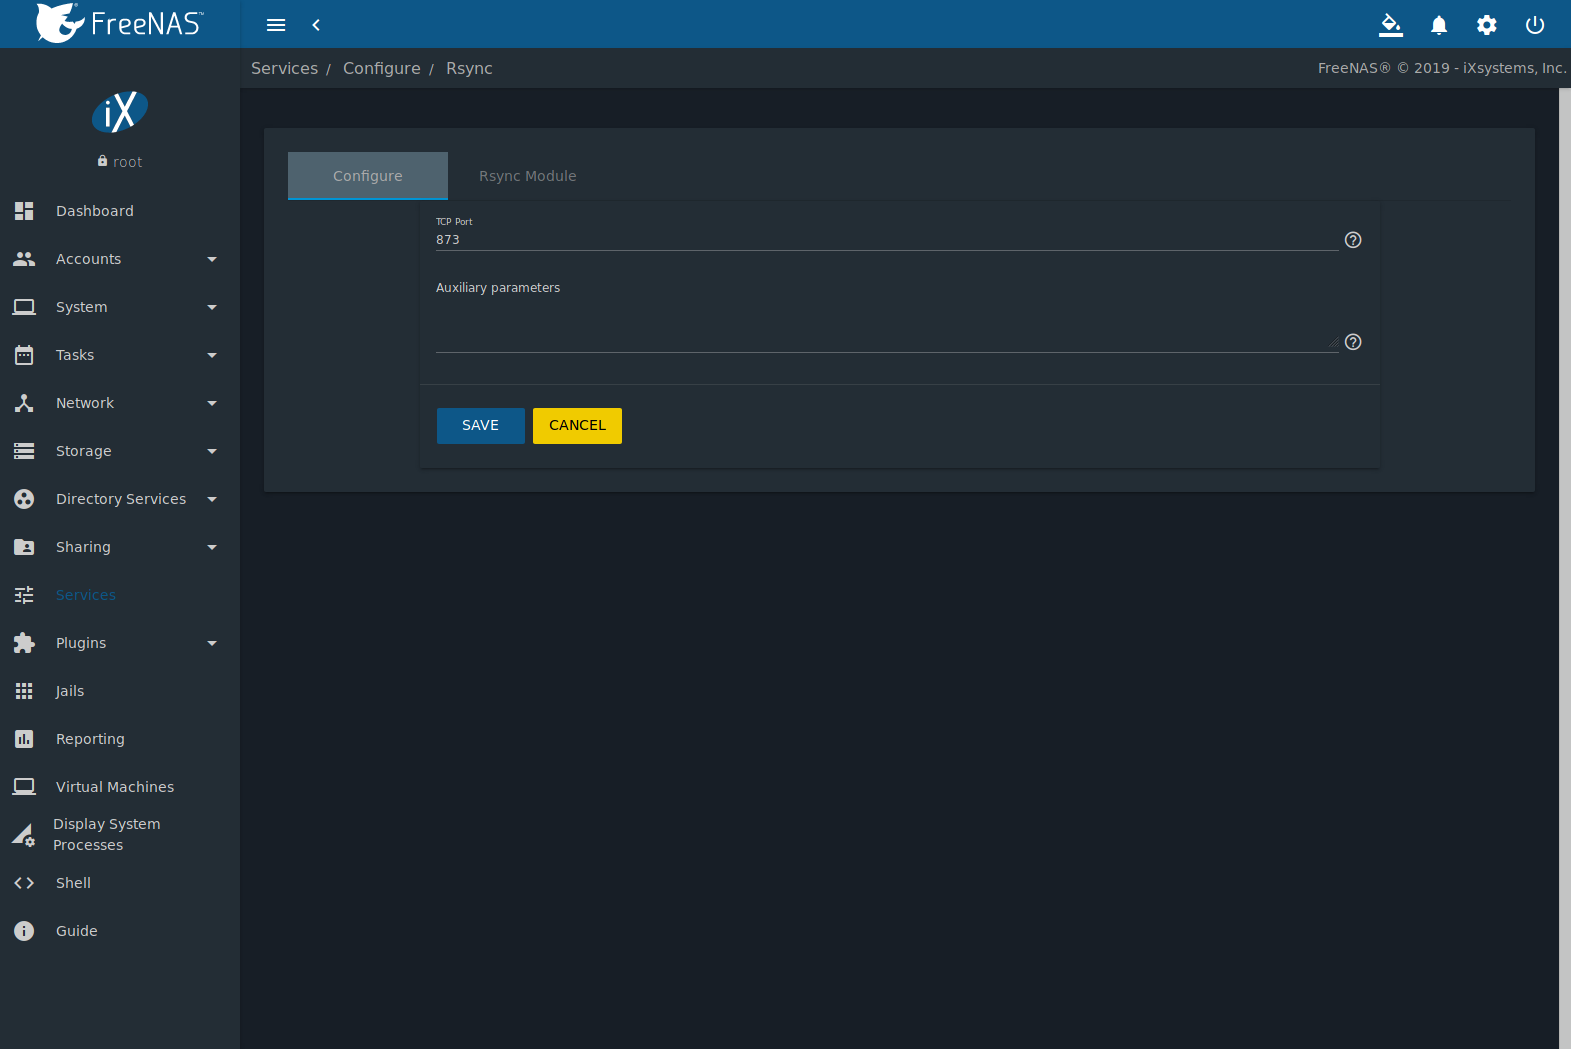 FreeNAS™
Services / Configure / Rsync
FreeNAS® © 2019 - iXsystems, Inc.
iX
root
Dashboard
Accounts
System
Tasks
Network
Storage
Directory Services
Sharing
Services
Plugins
Jails
Reporting
Virtual Machines
Display System
Processes
Shell
Guide
Configure
Rsync Module
TCP Port
873
Auxiliary parameters
SAVE
CANCEL